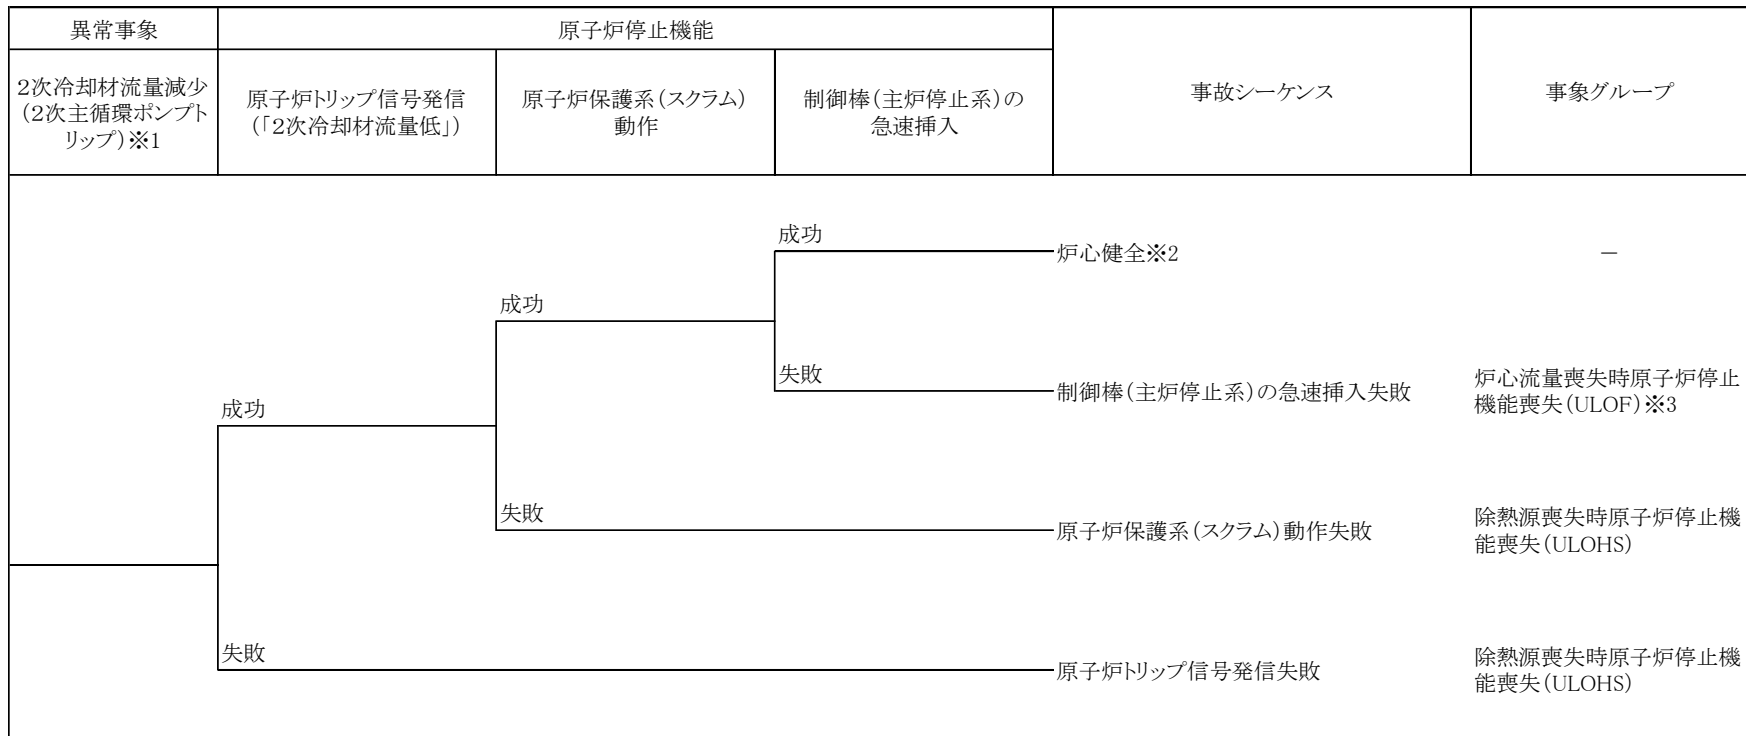 異常事象
原子炉停止機能
2次冷却材流量減少
(2次主循環ポンプト
リップ)※1
原子炉トリップ信号発信
(「2次冷却材流量低」)
原子炉保護系(スクラム)
動作
制御棒(主炉停止系)の
急速挿入
事故シーケンス
事象グループ
成功
炉心健全※2
－
成功
失敗
制御棒(主炉停止系)の急速挿入失敗
炉心流量喪失時原子炉停止
機能喪失(ULOF)※3
成功
失敗
原子炉保護系(スクラム)動作失敗
除熱源喪失時原子炉停止機
能喪失(ULOHS)
失敗
原子炉トリップ信号発信失敗
除熱源喪失時原子炉停止機
能喪失(ULOHS)